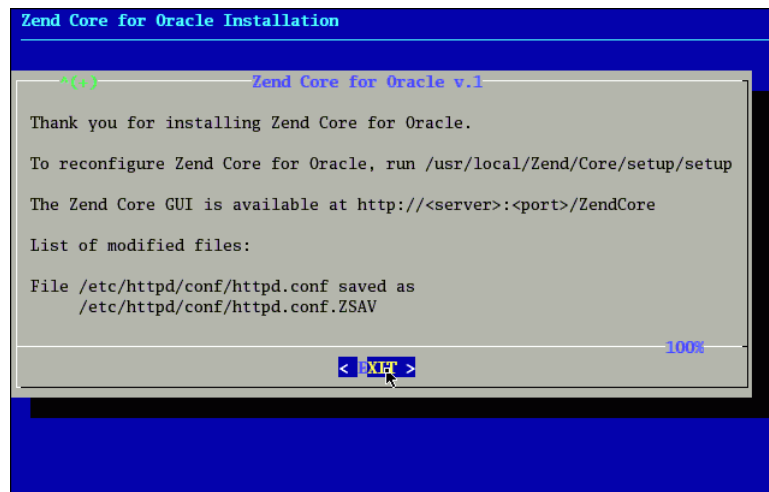 Zend Core for Oracle Installation
^(+)
Zend Core for Oracle v.1
Thank you for installing Zend Core for Oracle.
To reconfigure Zend Core for Oracle, run /usr/local/Zend/Core/setup/setup
The Zend Core GUI is available at http://<server>:<port>/ZendCore
List of modified files:
File /etc/httpd/conf/httpd.conf saved as
/etc/httpd/conf/httpd.conf.ZSAV
100%
< EXIT >